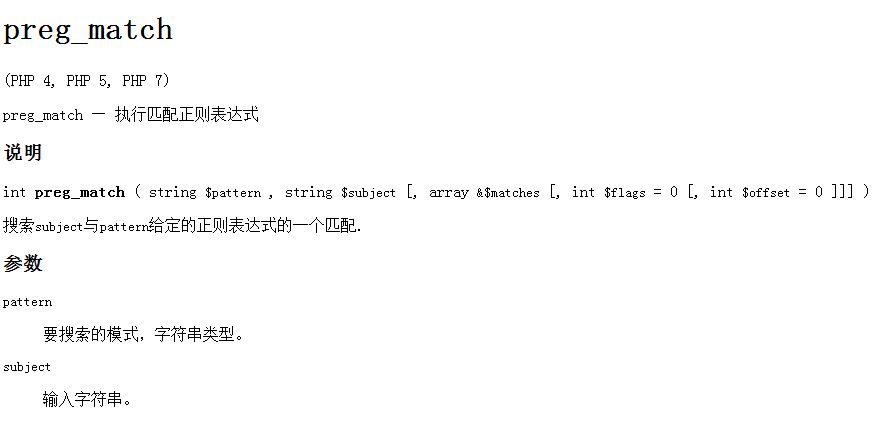 preg_match
(PHP 4, PHP 5, PHP 7)
preg_match — 执行匹配正则表达式
说明
int preg_match ( string $pattern , string $subject [, array &$matches [, int $flags = 0 [, int $offset = 0 ]]] )
搜索subject与pattern给定的正则表达式的一个匹配.
参数
pattern
要搜索的模式，字符串类型。
subject
输入字符串。